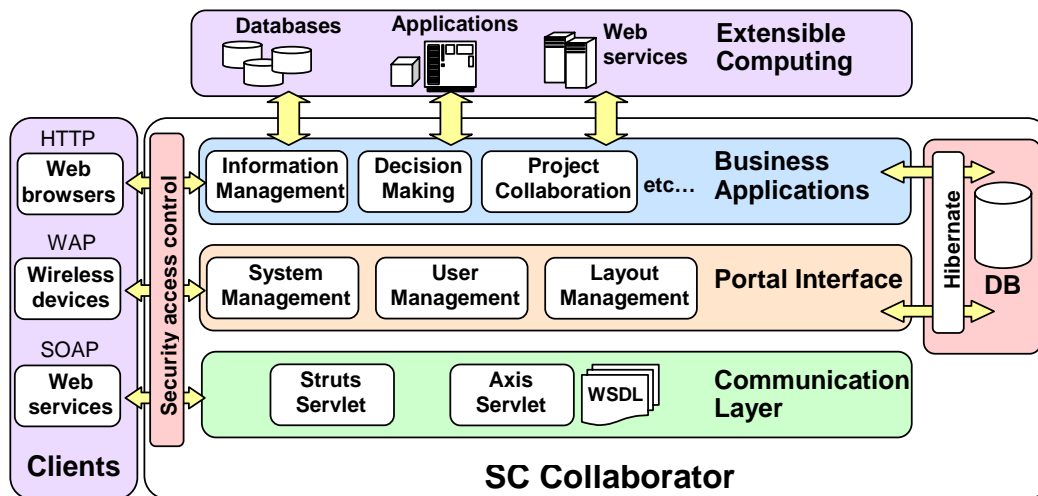 Databases
Applications
Web
services
Extensible
Computing
HTTP
Web
browsers
WAP
Wireless
devices
SOAP
Web
services
Clients
Security access control
Information
Management
Decision
Making
Project
Collaboration
etc…
Business
Applications
System
Management
User
Management
Layout
Management
Portal Interface
Struts
Servlet
Axis
Servlet
WSDL
Communication
Layer
Hibernate
DB
SC Collaborator